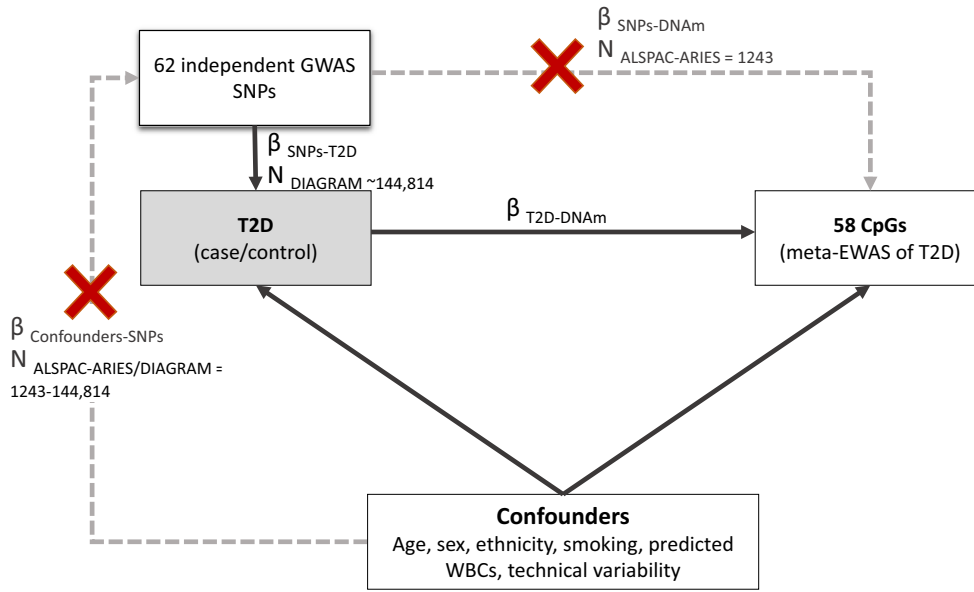 62 independent GWAS
SNPs
β SNPs-DNAm
N ALSPAC-ARIES = 1243
β SNPs-T2D
N DIAGRAM ~144,814
T2D
(case/control)
β T2D-DNAm
58 CpGs
(meta-EWAS of T2D)
β Confounders-SNPs
N ALSPAC-ARIES/DIAGRAM =
1243-144,814
Confounders
Age, sex, ethnicity, smoking, predicted
WBCs, technical variability